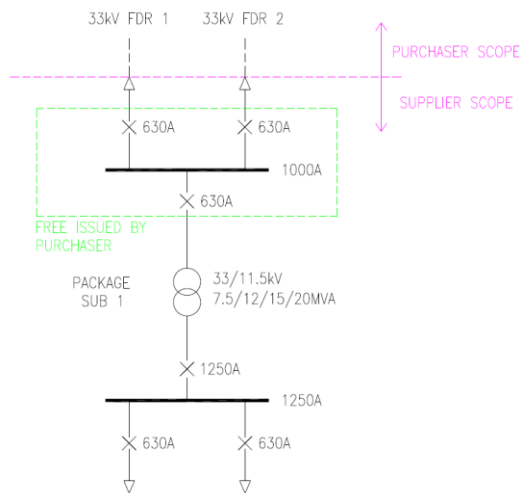 33kV FDR 1
33kV FDR 2
PURCHASER SCOPE
SUPPLIER SCOPE
630A
630A
1000A
630A
FREE ISSUED BY
PURCHASER
PACKAGE
SUB 1
33/11.5kV
7.5/12/15/20MVA
1250A
1250A
630A
630A